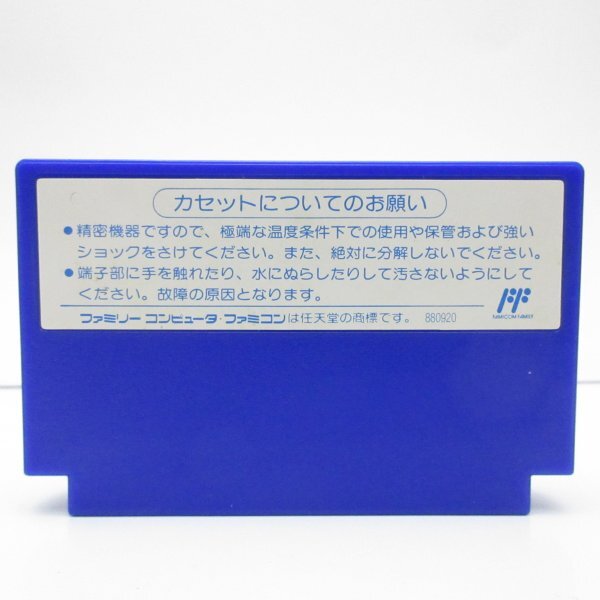 カセットについてのお願い
●精密機器ですので、極端な温度条件下での使用や保管および強い
ショックをさけてください。また、絶対に分解しないでください。
●端子部に手を触れたり、水にぬらしたりして汚さないようにして
ください。故障の原因となります。
ファミリー コンピュータ・ファミコンは任天堂の商標です。 880920
FF
FAMICOM FAMILY